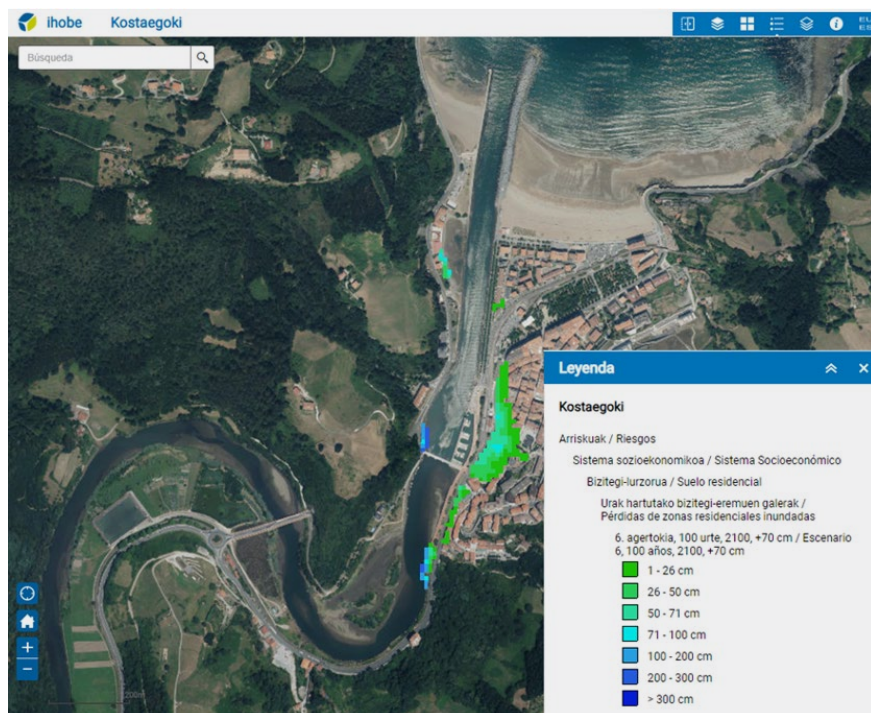 ihobe Kostaegoki
EU
ES
Búsqueda
Leyenda
Kostaegoki
Arriskuak / Riesgos
Sistema sozioekonomikoa / Sistema Socioeconómico
Bizitegi-lurzorua / Suelo residencial
Urak hartutako bizitegi-eremuen galerak /
Pérdidas de zonas residenciales inundadas
6. agertokia, 100 urte, 2100, +70 cm / Escenario
6, 100 años, 2100, +70 cm
1 - 26 cm
26 - 50 cm
50 - 71 cm
71 - 100 cm
100 - 200 cm
200 - 300 cm
> 300 cm
200m